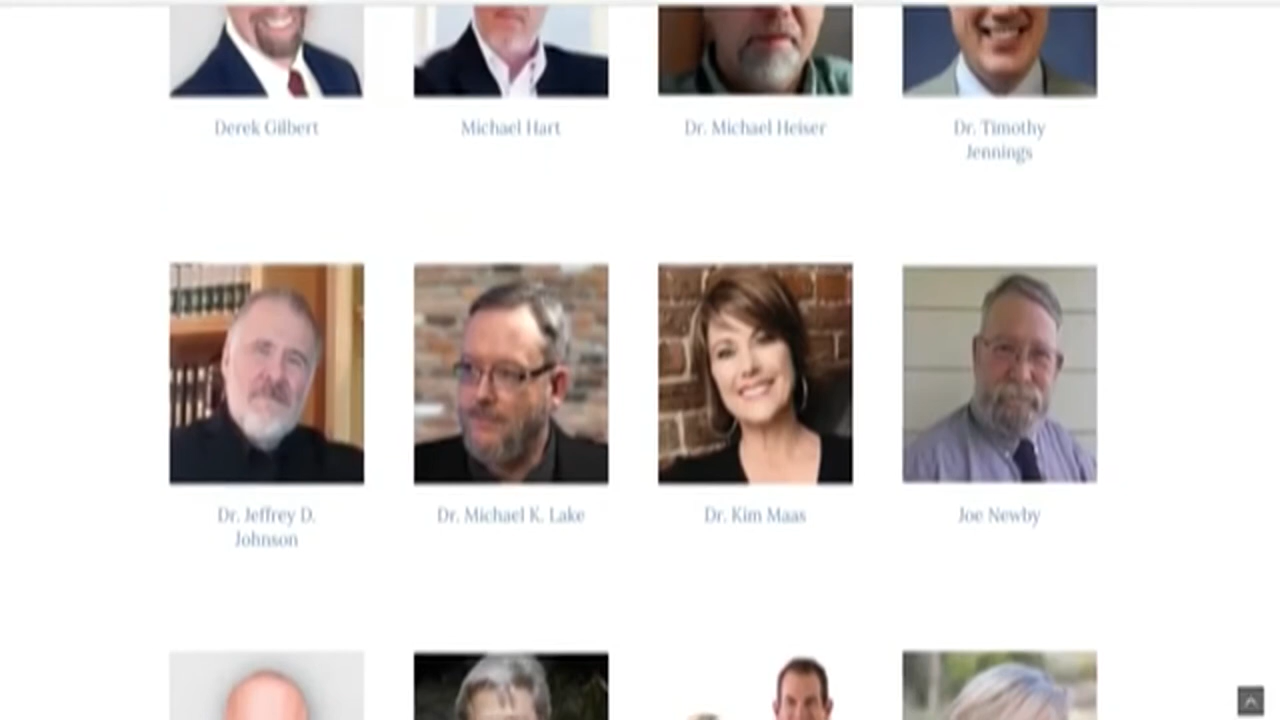 Derek Gilbert
Michael Hart
Dr. Michael Heiser
Dr. Timothy
Jennings
Dr. Jeffrey D.
Johnson
Dr. Michael K. Lake
Dr. Kim Maas
Joe Newby